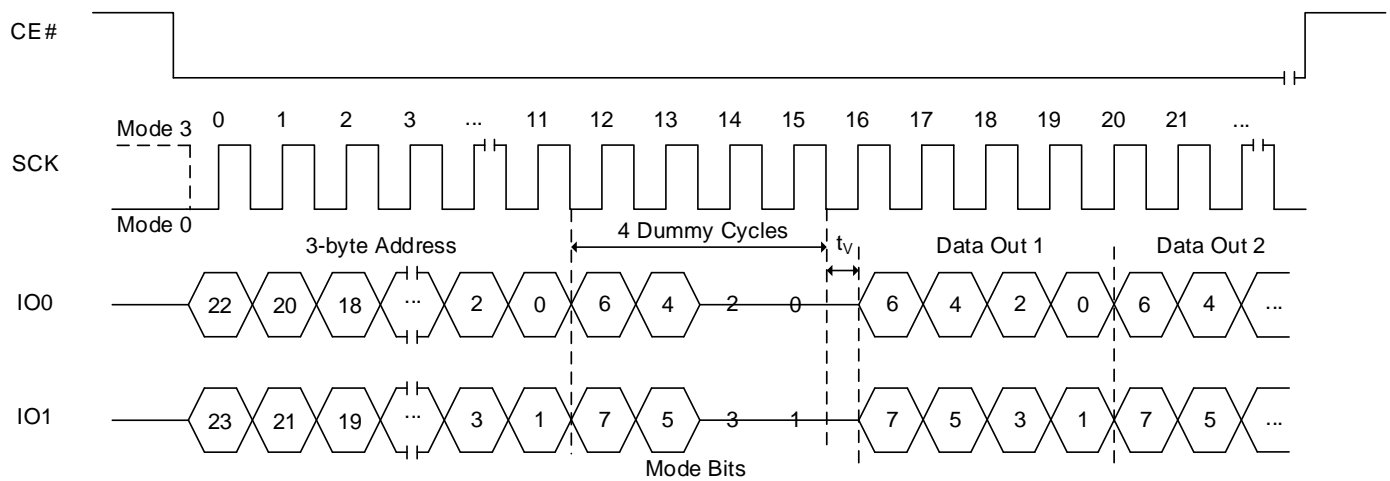 CE#
0 1 2 3 ... 11 12 13 14 15 16 17 18 19 20 21 ...
Mode 3
SCK
Mode 0
3-byte Address 4 Dummy Cycles tV Data Out 1 Data Out 2
IO0 22 20 18 ... 2 0 6 4 2 0 6 4 2 0 6 4 ...
IO1 23 21 19 ... 3 1 7 5 3 1 7 5 3 1 7 5 ...
Mode Bits